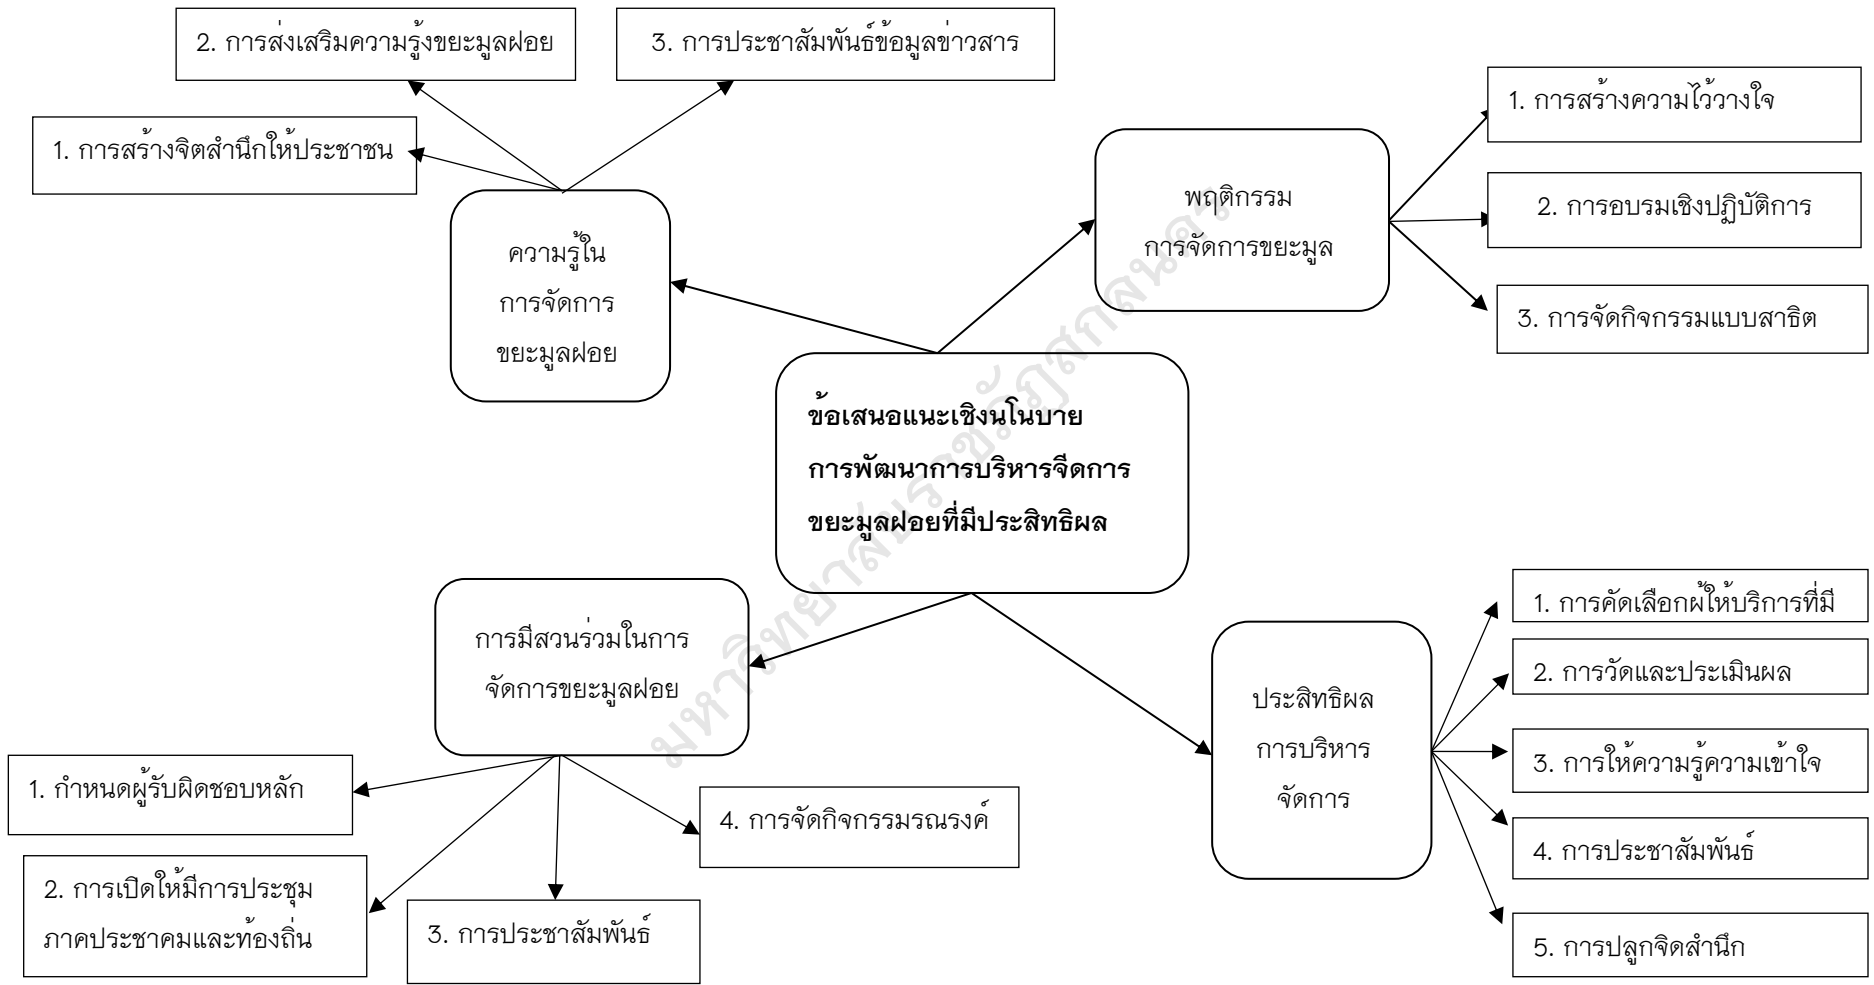 2. การส่งเสริมความรู้งขยะมูลฝอย
3. การประชาสัมพันธ์ข้อมูลข่าวสาร
1. การสร้างจิตสำนึกให้ประชาชน
ความรู้ใน
การจัดการ
ขยะมูลฝอย
พฤติกรรม
การจัดการขยะมูล
1. การสร้างความไว้วางใจ
2. การอบรมเชิงปฏิบัติการ
3. การจัดกิจกรรมแบบสาธิต
ข้อเสนอแนะเชิงนโนบาย
การพัฒนาการบริหารจีดการ
ขยะมูลฝอยที่มีประสิทธิผล
การมีสวนร่วมในการ
จัดการขยะมูลฝอย
1. กำหนดผู้รับผิดชอบหลัก
2. การเปิดให้มีการประชุม
ภาคประชาคมและท้องถิ่น
3. การประชาสัมพันธ์
4. การจัดกิจกรรมรณรงค์
ประสิทธิผล
การบริหาร
จัดการ
1. การคัดเลือกผ้ให้บริการที่มี
2. การวัดและประเมินผล
3. การให้ความรู้ความเข้าใจ
4. การประชาสัมพันธ์
5. การปลูกจิตสำนึก
มหาวิทยาลัยราชภัฏสกลนคร